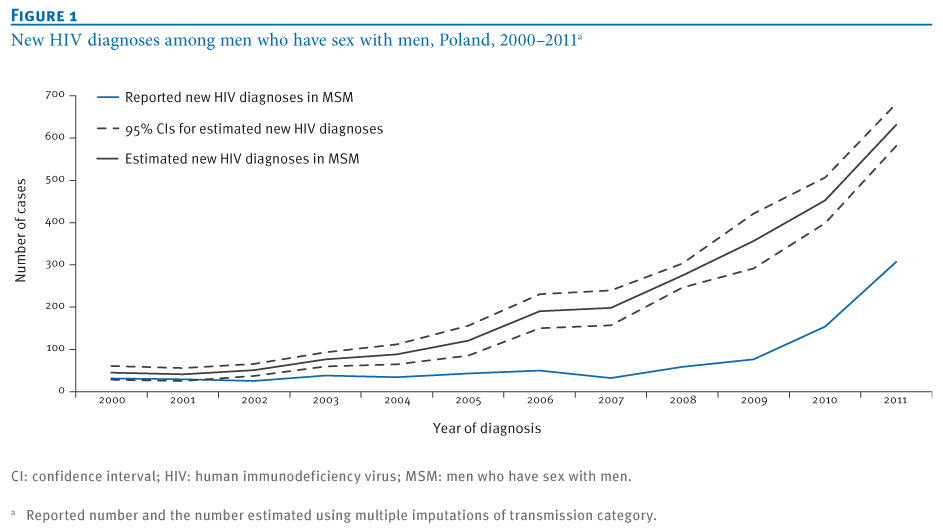 FIGURE 1
New HIV diagnoses among men who have sex with men, Poland, 2000–2011a
700
600
500
400
300
200
100
0
Number of cases
Reported new HIV diagnoses in MSM
95% CIs for estimated new HIV diagnoses
Estimated new HIV diagnoses in MSM
2000 2001 2002 2003 2004 2005 2006 2007 2008 2009 2010 2011
Year of diagnosis
CI: confidence interval; HIV: human immunodeficiency virus; MSM: men who have sex with men.
a Reported number and the number estimated using multiple imputations of transmission category.